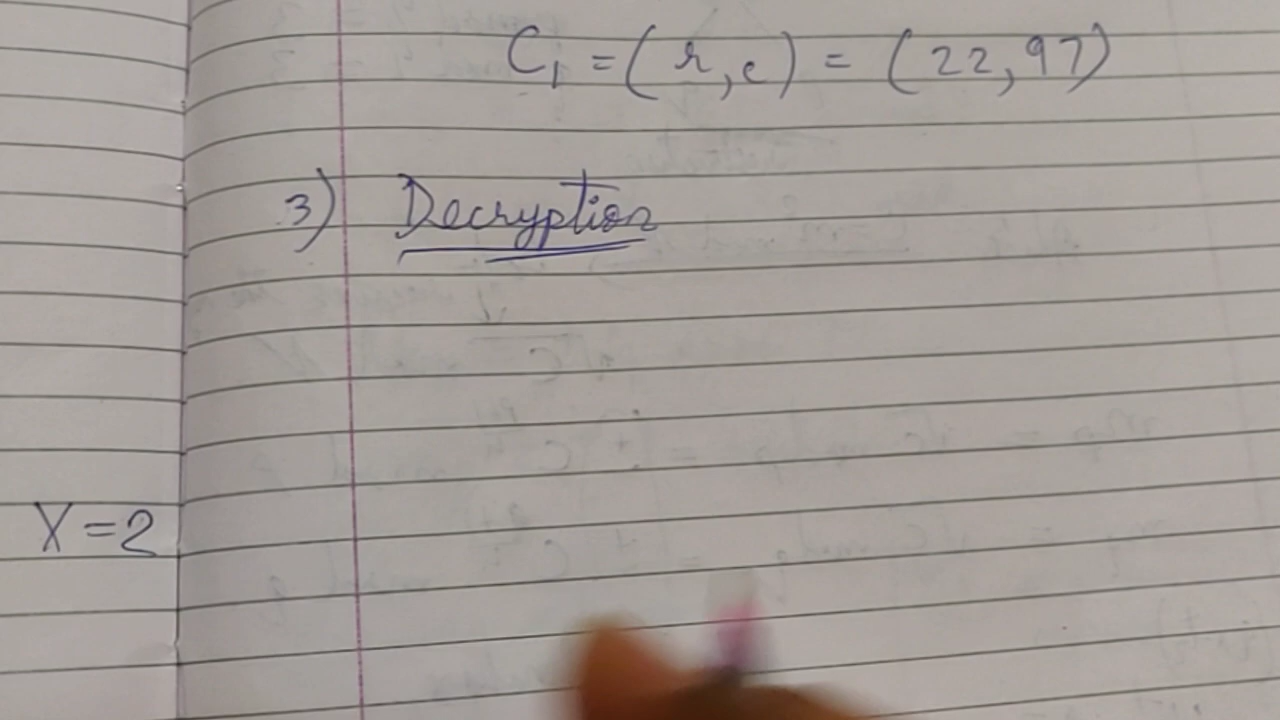 C₁ = (r, c) = (22, 97)
3) Decryption
X = 2